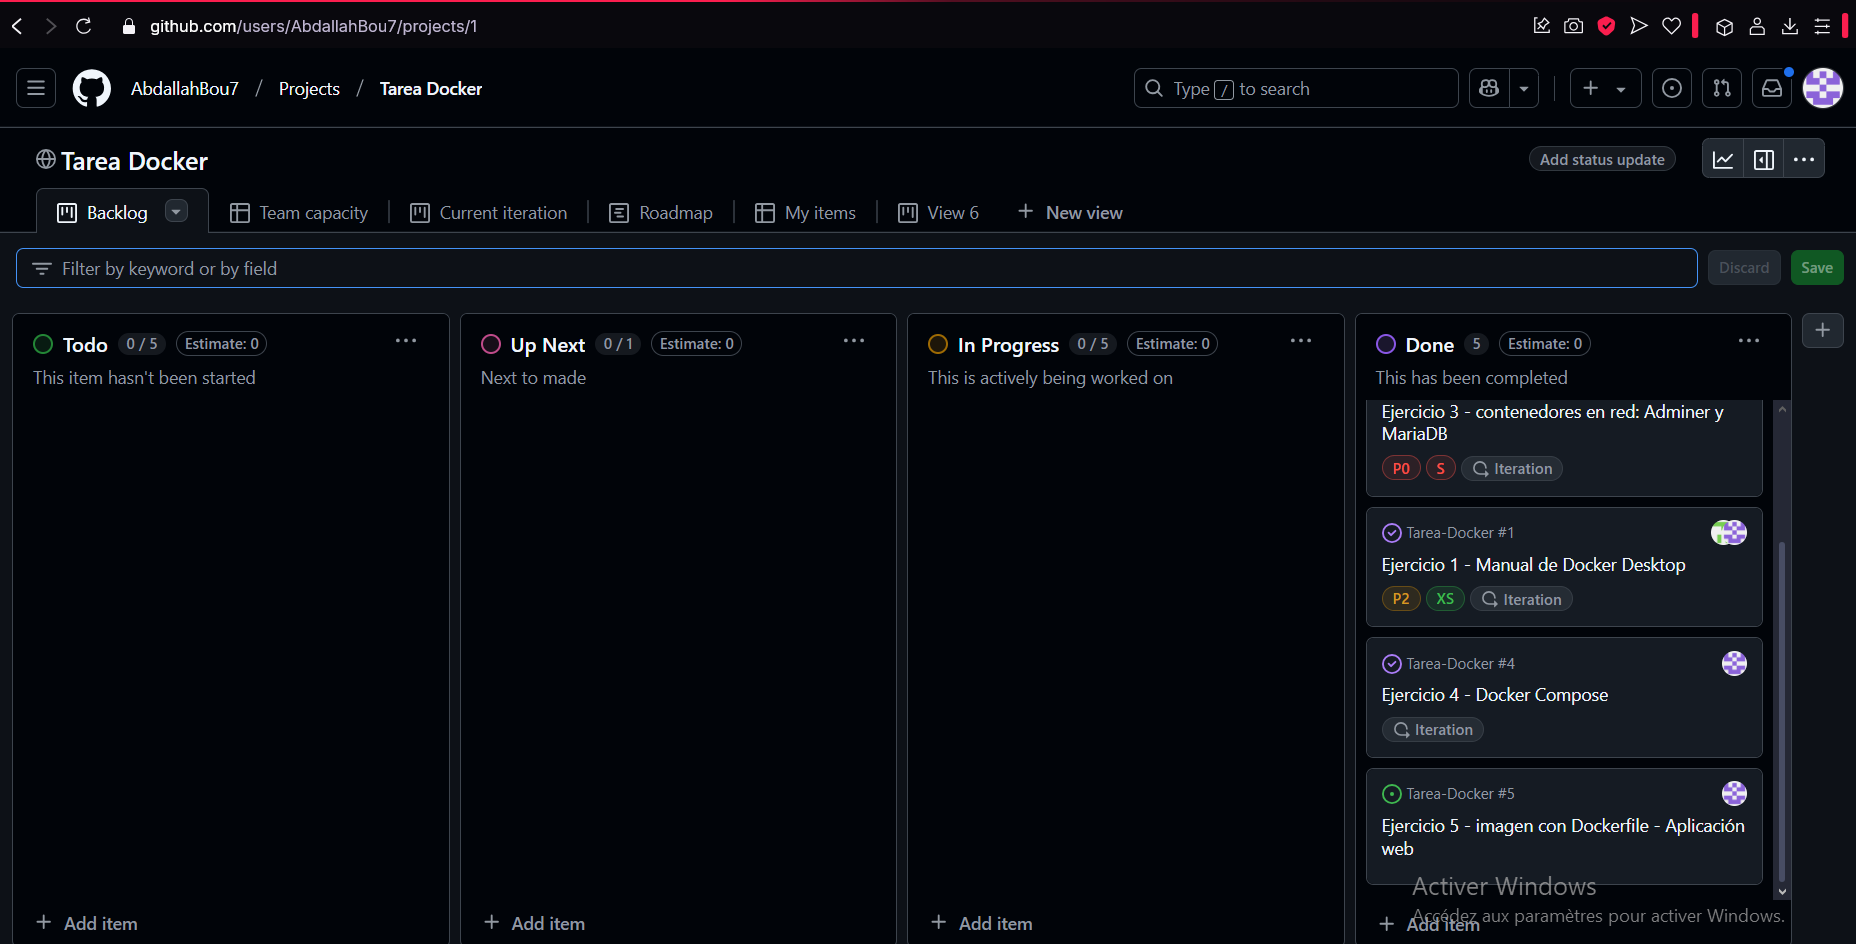 github.com/users/AbdallahBou7/projects/1
AbdallahBou7 / Projects / Tarea Docker
Type / to search
Tarea Docker
Add status update
Backlog
Team capacity
Current iteration
Roadmap
My items
View 6
New view
Filter by keyword or by field
Discard
Save
Todo 0 / 5 Estimate: 0
This item hasn't been started
Add item
Up Next 0 / 1 Estimate: 0
Next to made
Add item
In Progress 0 / 5 Estimate: 0
This is actively being worked on
Add item
Done 5 Estimate: 0
This has been completed
Ejercicio 3 - contenedores en red: Adminer y
MariaDB
P0 S Iteration
Tarea-Docker #1
Ejercicio 1 - Manual de Docker Desktop
P2 XS Iteration
Tarea-Docker #4
Ejercicio 4 - Docker Compose
Iteration
Tarea-Docker #5
Ejercicio 5 - imagen con Dockerfile - Aplicación
web
Add item
Activer Windows
Accédez aux paramètres pour activer Windows.